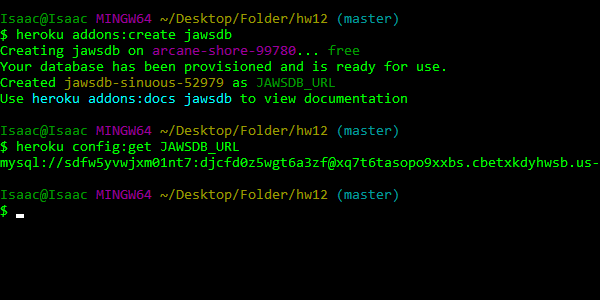 Isaac@Isaac MINGW64 ~/Desktop/Folder/hw12 (master)
$ heroku addons:create jawsdb
Creating jawsdb on arcane-shore-99780... free
Your database has been provisioned and is ready for use.
Created jawsdb-sinuous-52979 as JAWSDB_URL
Use heroku addons:docs jawsdb to view documentation
Isaac@Isaac MINGW64 ~/Desktop/Folder/hw12 (master)
$ heroku config:get JAWSDB_URL
mysql://sdfw5yvwjxm01nt7:djcfd0z5wgt6a3zf@xq7t6tasopo9xxbs.cbetxkdyhwsb.us-
Isaac@Isaac MINGW64 ~/Desktop/Folder/hw12 (master)
$